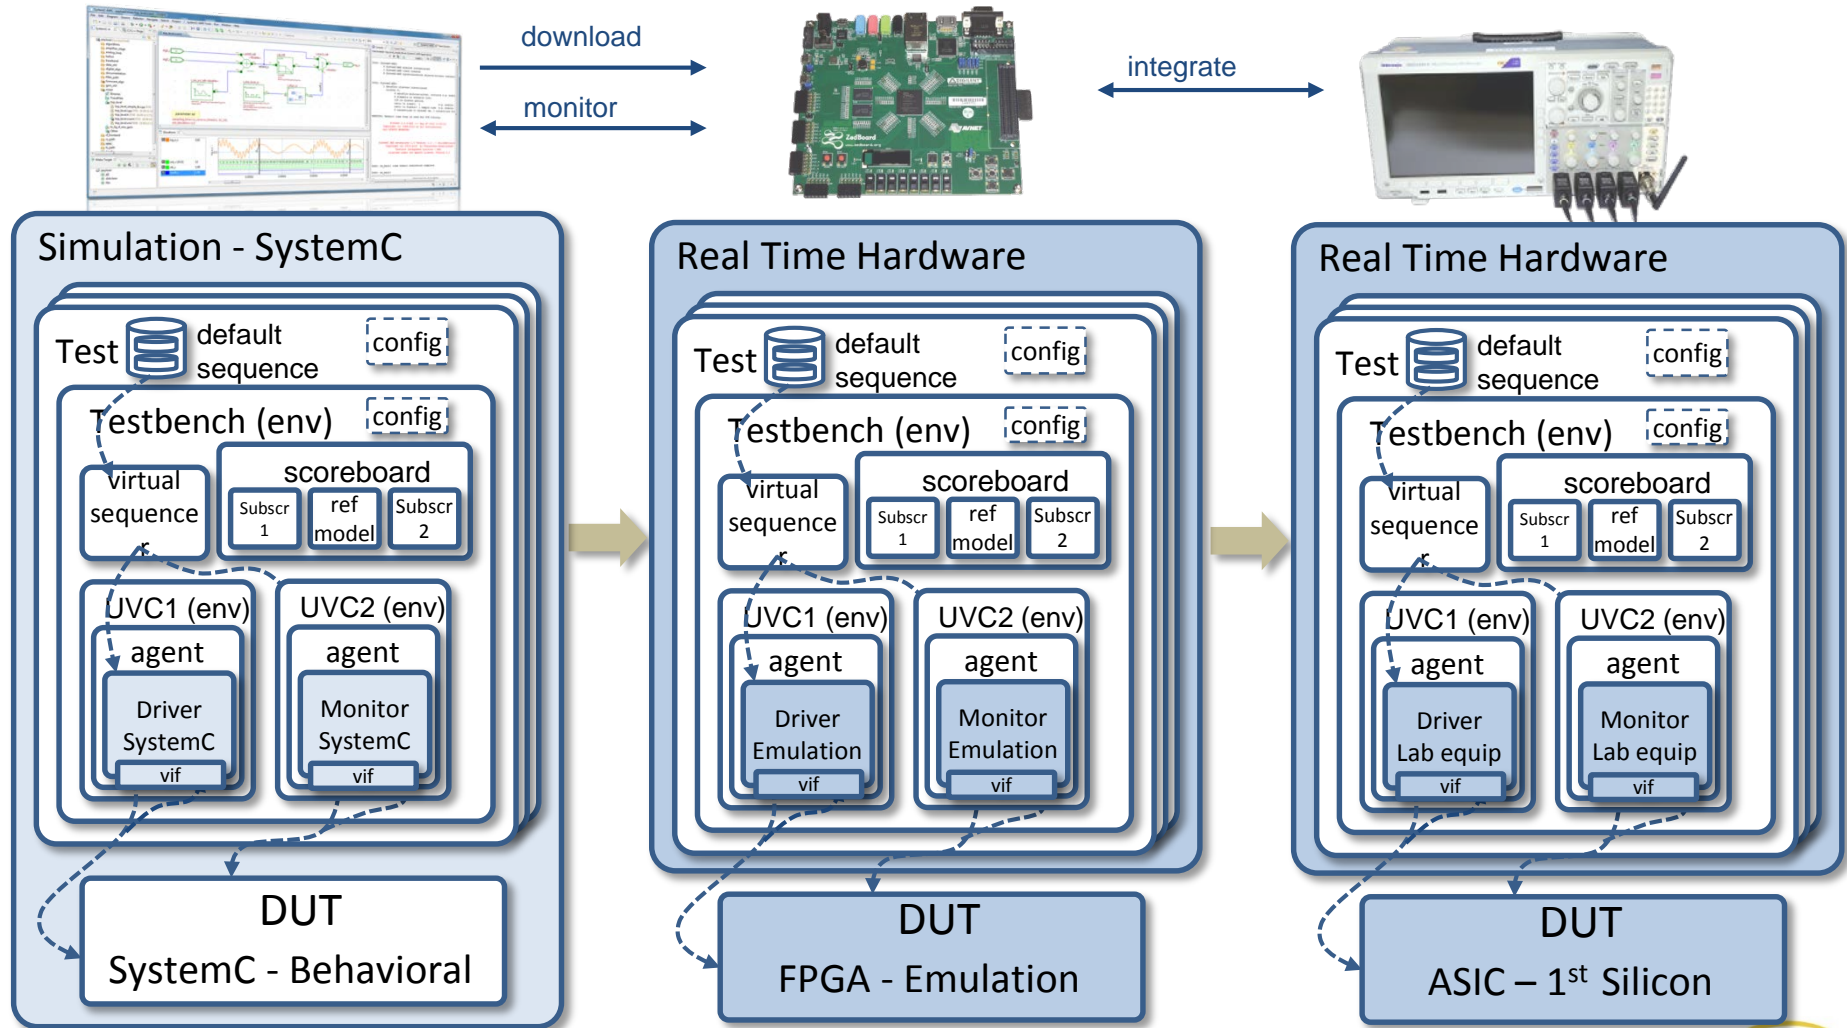 download
monitor
integrate
ZedBoard
AVNET
Simulation - SystemC
Test
default
sequence
config
Testbench (env)
config
virtual
sequence
r
scoreboard
Subscr
1
ref
model
Subscr
2
UVC1 (env)
agent
Driver
SystemC
vif
UVC2 (env)
agent
Monitor
SystemC
vif
DUT
SystemC - Behavioral
Real Time Hardware
Test
default
sequence
config
Testbench (env)
config
virtual
sequence
r
scoreboard
Subscr
1
ref
model
Subscr
2
UVC1 (env)
agent
Driver
Emulation
vif
UVC2 (env)
agent
Monitor
Emulation
vif
DUT
FPGA - Emulation
Real Time Hardware
Test
default
sequence
config
Testbench (env)
config
virtual
sequence
r
scoreboard
Subscr
1
ref
model
Subscr
2
UVC1 (env)
agent
Driver
Lab equip
vif
UVC2 (env)
agent
Monitor
Lab equip
vif
DUT
ASIC – 1st Silicon